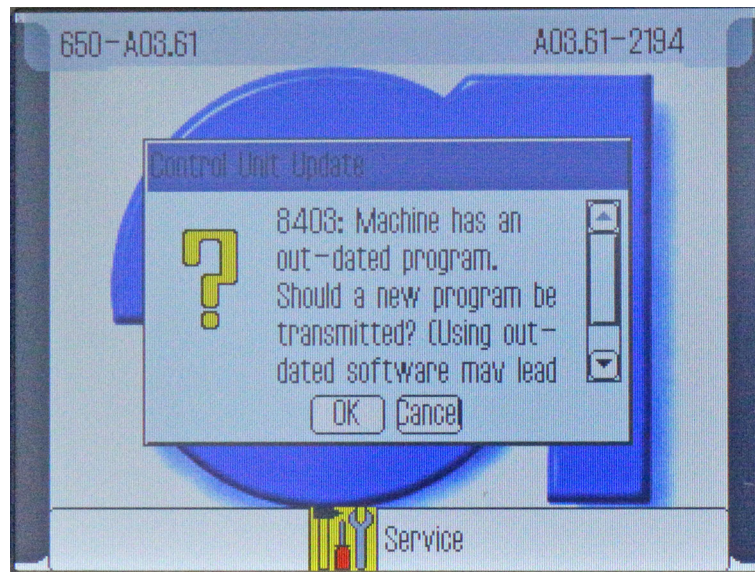 650-A03.61
A03.61-2194
Control Unit Update
8403: Machine has an
out-dated program.
Should a new program be
transmitted? (Using out-
dated software may lead
OK
Cancel
Service